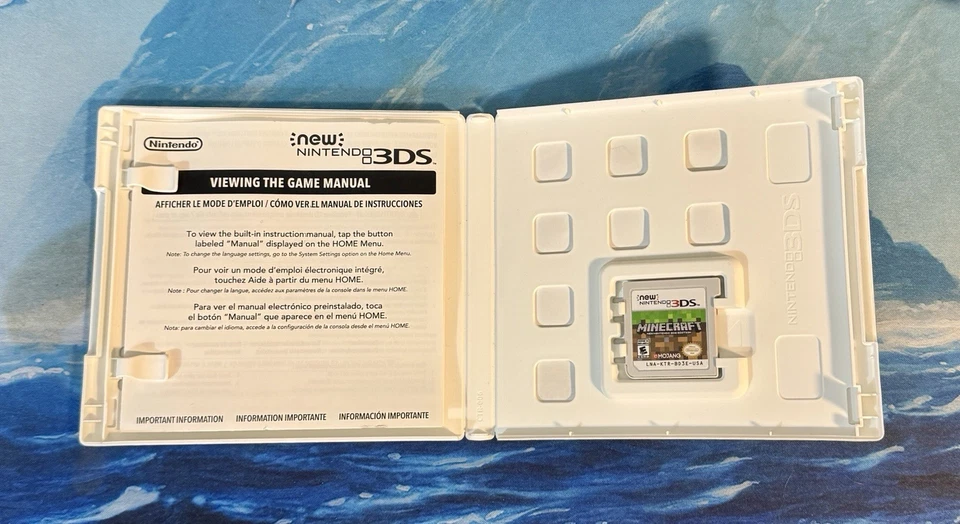 Nintendo
new
NINTENDO 3DS™
VIEWING THE GAME MANUAL
AFFICHER LE MODE D'EMPLOI / CÓMO VER EL MANUAL DE INSTRUCCIONES
To view the built-in instruction manual, tap the button
labeled "Manual" displayed on the HOME Menu.
Note: To change the language settings, go to the System Settings option on the Home Menu.
Pour voir un mode d'emploi électronique intégré,
touchez Aide à partir du menu HOME.
Note : Pour changer la langue, accédez aux paramètres de la console dans le menu HOME.
Para ver el manual electrónico preinstalado, toca
el botón "Manual" que aparece en el menú HOME.
Nota: para cambiar el idioma, accede a la configuración de la consola desde el menú HOME.
IMPORTANT INFORMATION INFORMATION IMPORTANTE INFORMACIÓN IMPORTANTE
NINTENDO 3DS
new
NINTENDO 3DS™
MINECRAFT
E
MOJANG
LNA-KTR-BD3E-USA